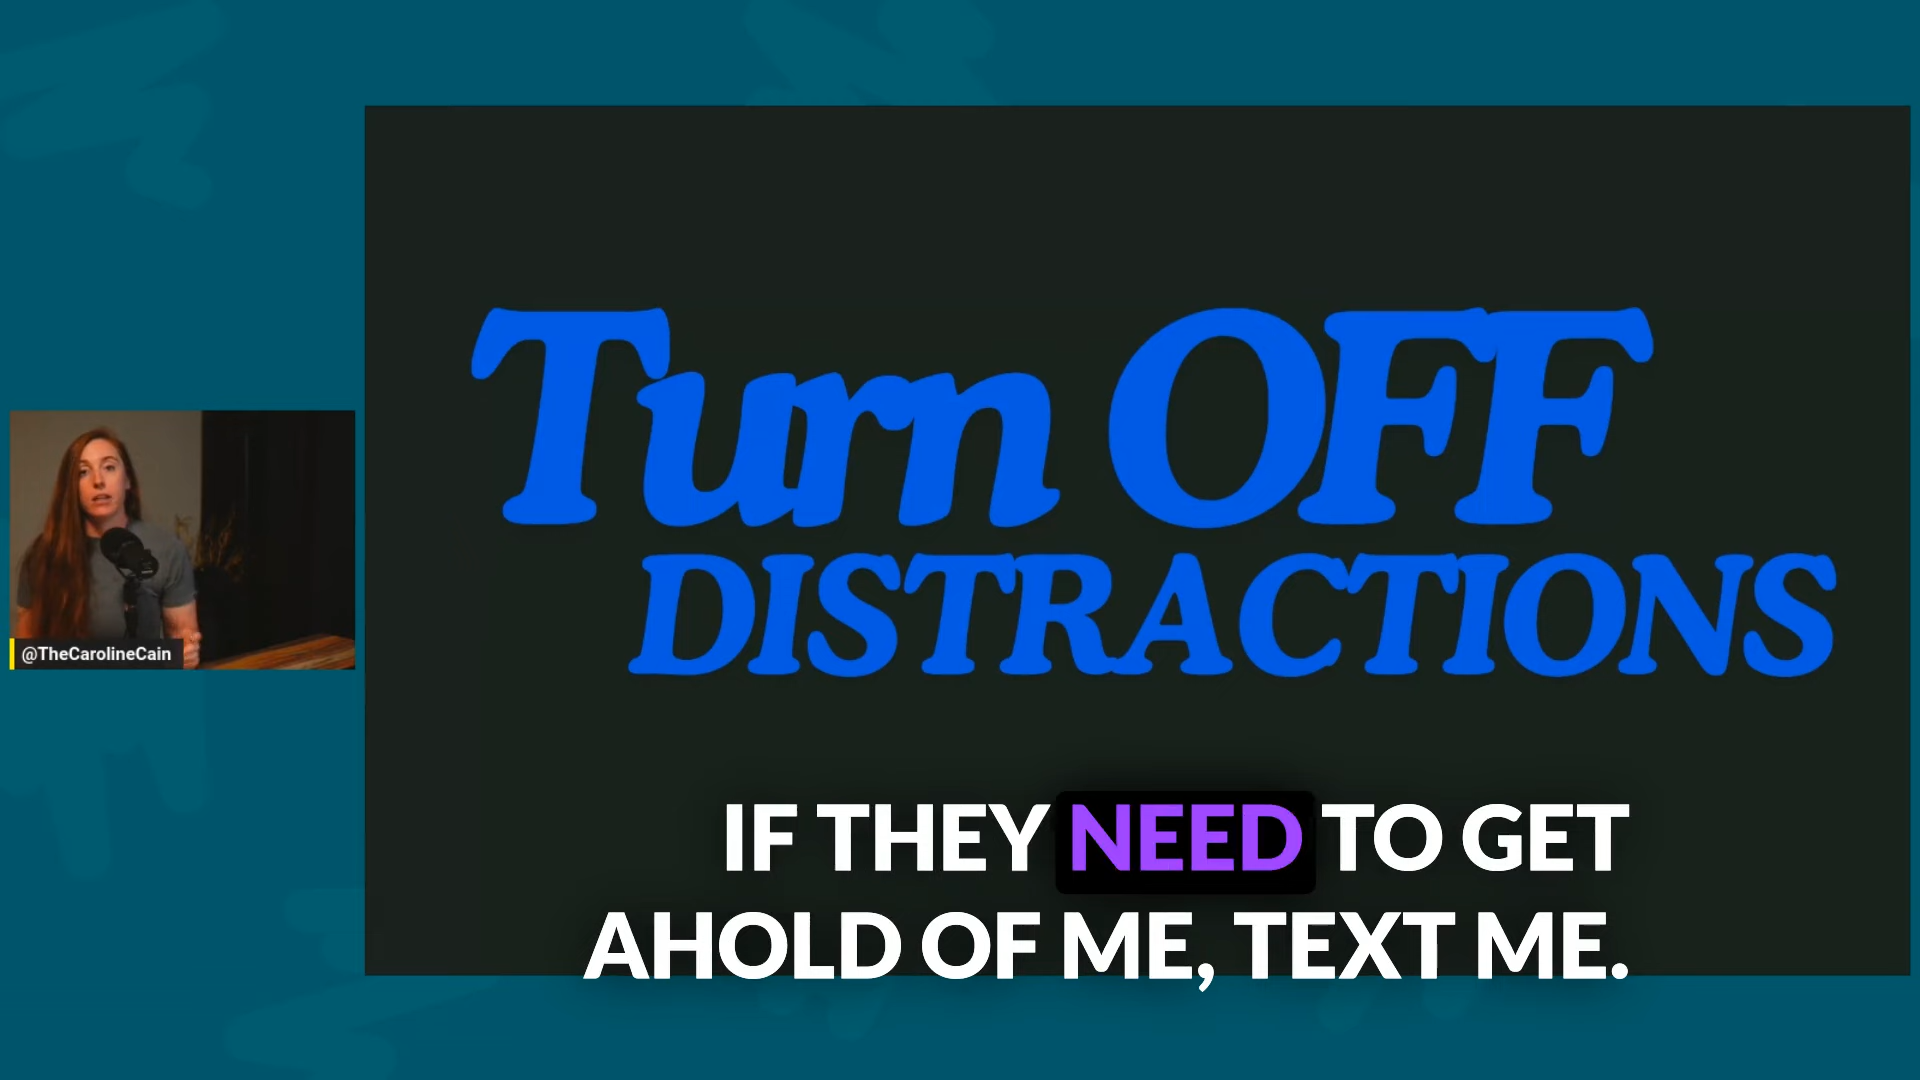 Turn OFF
DISTRACTIONS
@TheCarolineCain
IF THEY NEED TO GET
AHOLD OF ME, TEXT ME.